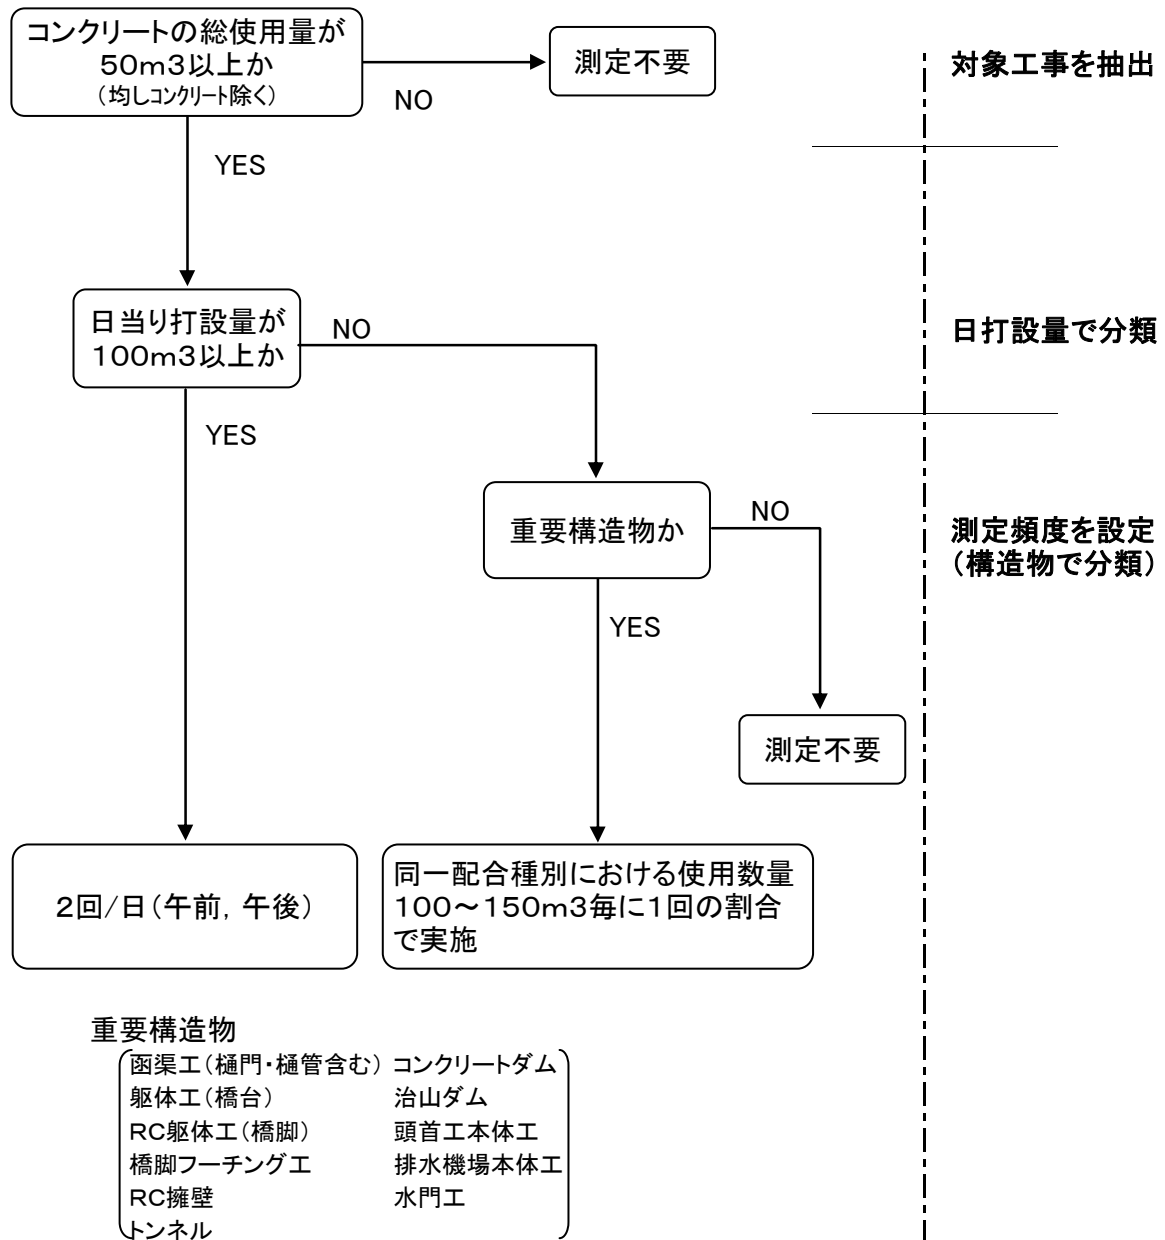 コンクリートの総使用量が
50m3以上か
(均しコンクリート除く)
測定不要
対象工事を抽出
NO
YES
日当り打設量が
100m3以上か
NO
日打設量で分類
YES
重要構造物か
NO
測定頻度を設定
(構造物で分類)
YES
測定不要
2回/日(午前,午後)
同一配合種別における使用数量
100~150m3毎に1回の割合
で実施
重要構造物
函渠工(樋門・樋管含む) コンクリートダム
躯体工(橋台) 治山ダム
RC躯体工(橋脚) 頭首工本体工
橋脚フーチング工 排水機場本体工
RC擁壁 水門工
トンネル